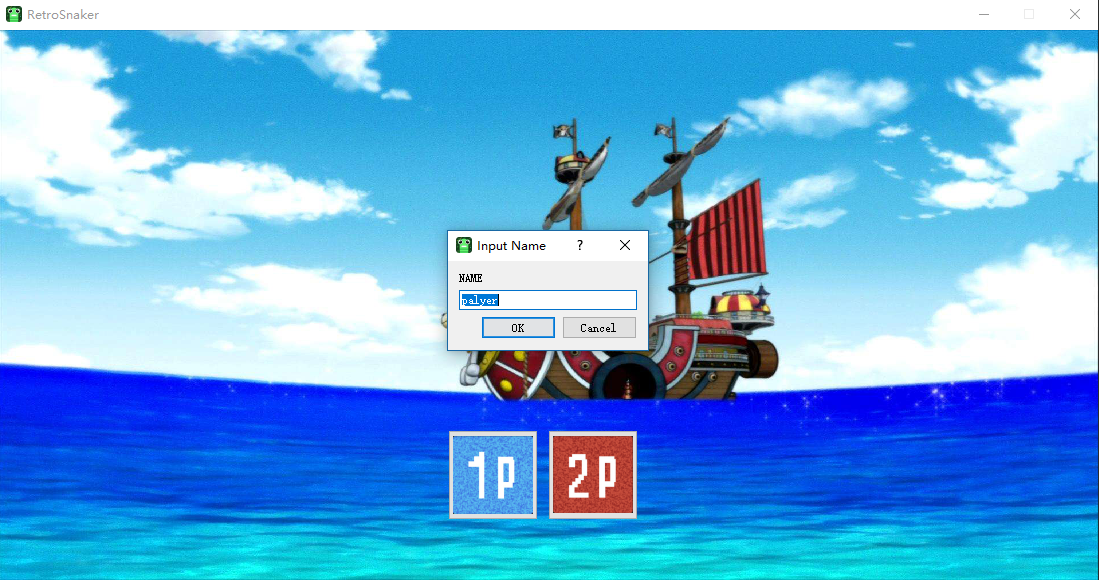 RetroSnaker
Input Name
NAME
palyer
OK Cancel
1P 2P